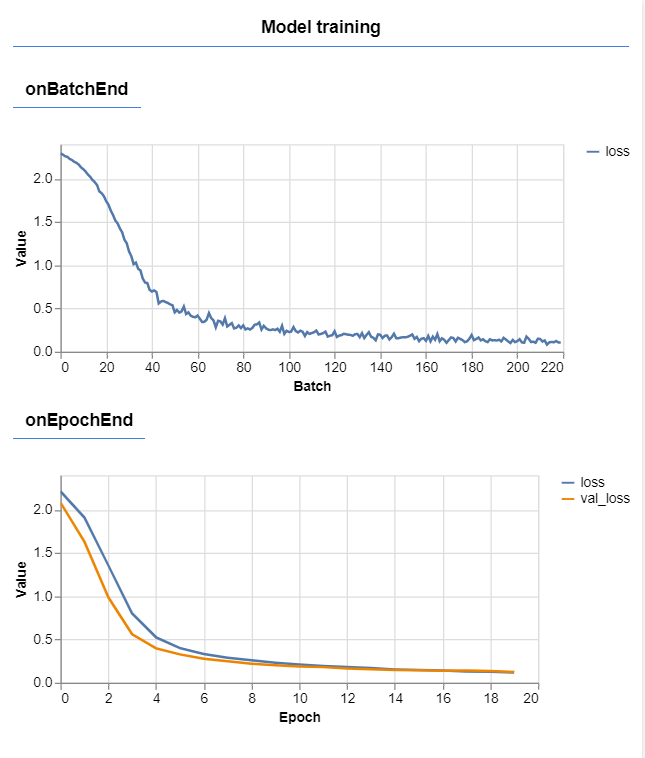 Model training
onBatchEnd
loss
2.0
1.5
1.0
0.5
0.0
Value
0 20 40 60 80 100 120 140 160 180 200 220
Batch
onEpochEnd
loss
val_loss
2.0
1.5
1.0
0.5
0.0
Value
0 2 4 6 8 10 12 14 16 18 20
Epoch